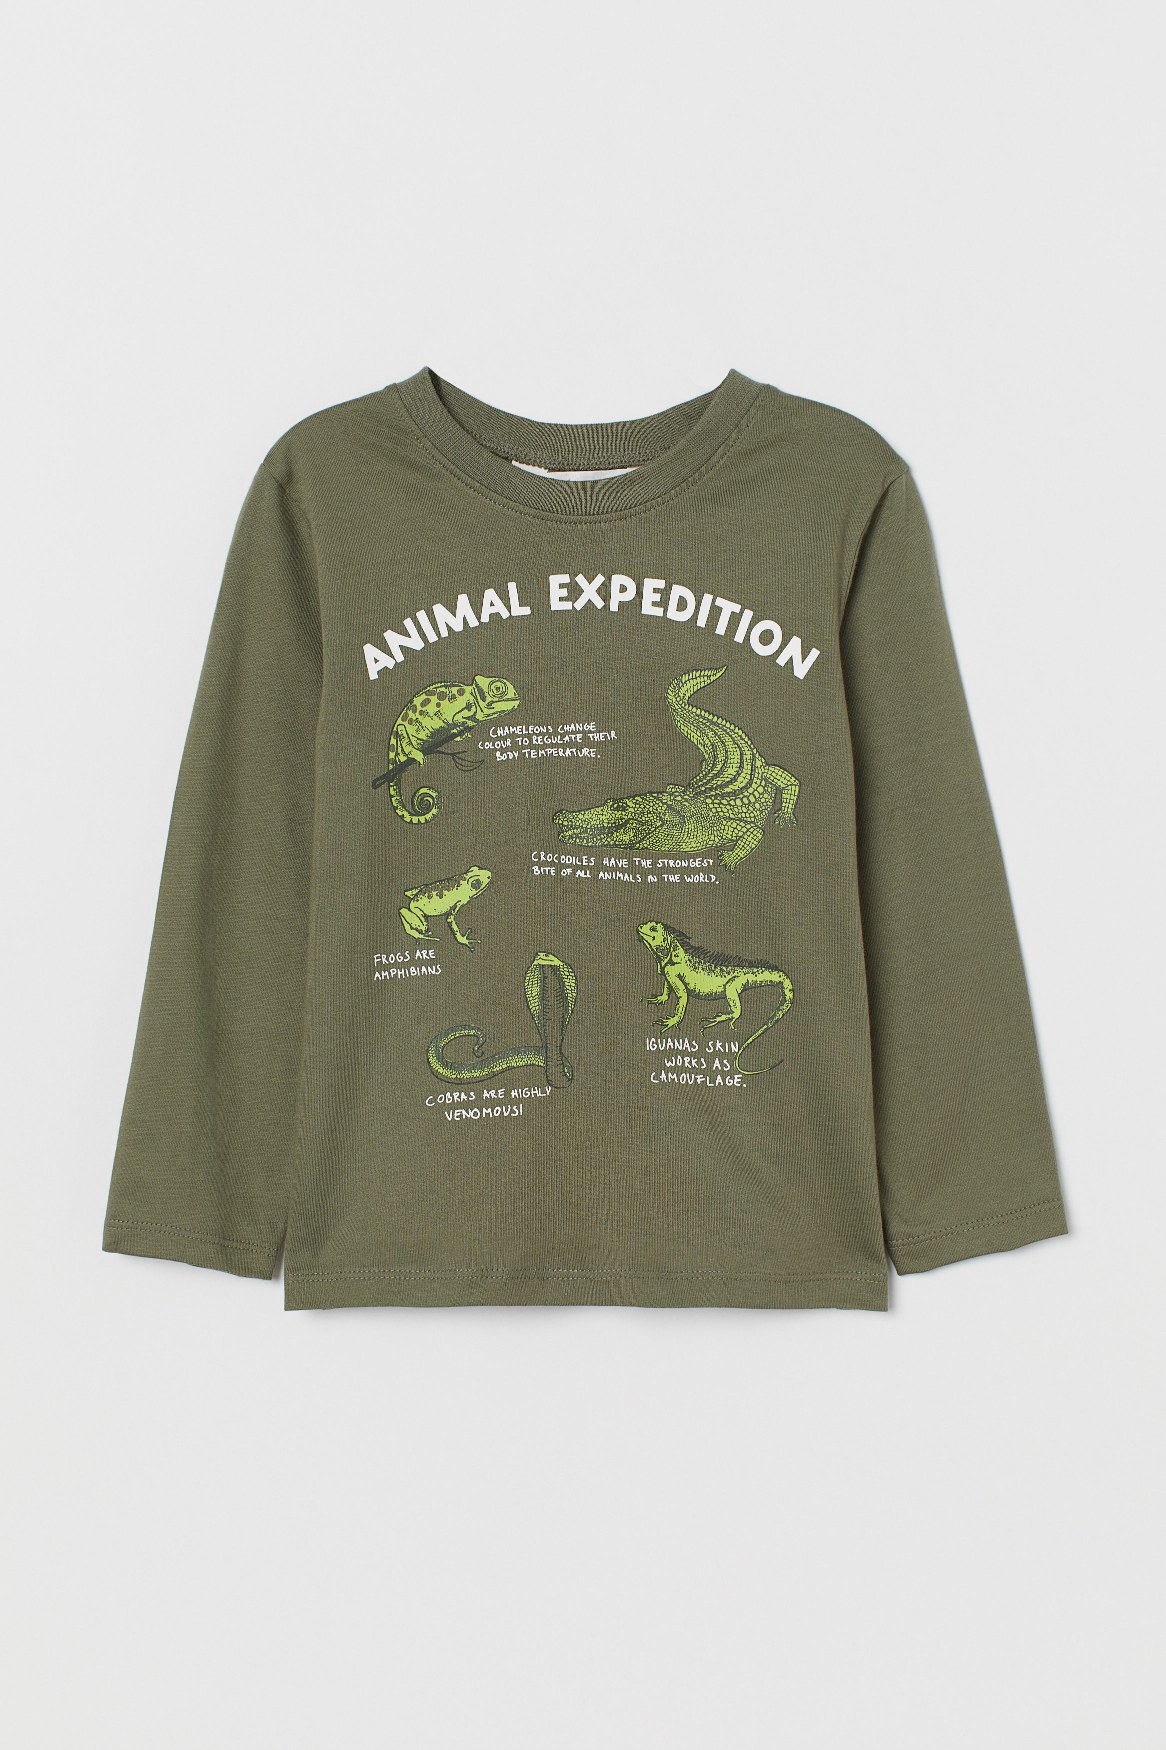 ANIMAL EXPEDITION
CHAMELEONS CHANGE
COLOUR TO REGULATE THEIR
BODY TEMPERATURE.
CROCODILES HAVE THE STRONGEST
BITE OF ALL ANIMALS IN THE WORLD.
FROGS ARE
AMPHIBIANS
IGUANAS SKIN
WORKS AS
CAMOUFLAGE.
COBRAS ARE HIGHLY
VENOMOUS!